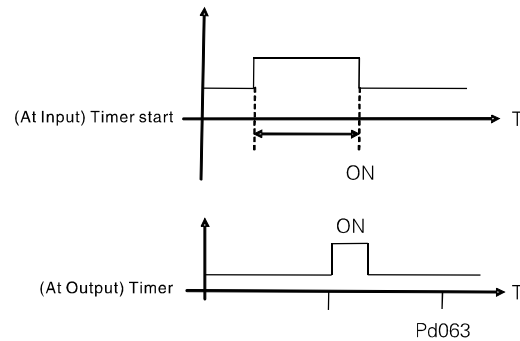 (At Input) Timer start
T
ON
ON
(At Output) Timer
T
Pd063